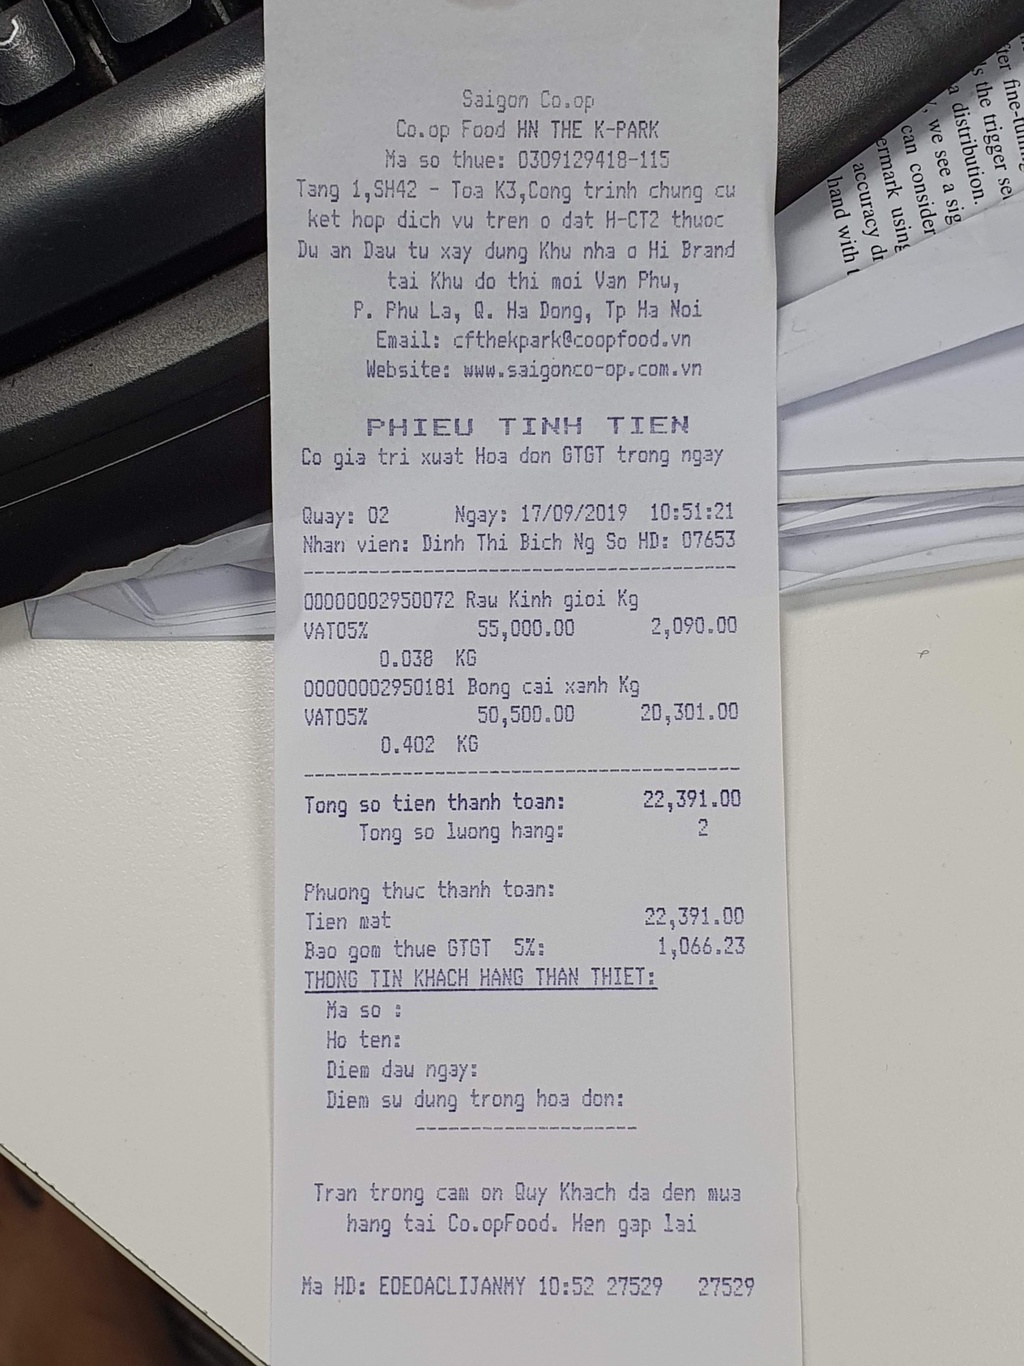 Saigon Co.op
Co.op Food HN THE K-PARK
Ma so thue: 0309129418-115
Tang 1,SH42 - Toa K3,Cong trinh chung cu
ket hop dich vu tren o dat H-CT2 thuoc
Du an Dau tu xay dung Khu nha o Hi Brand
tai Khu do thi moi Van Phu,
P. Phu La, Q. Ha Dong, Tp Ha Noi
Email: cfthekpark@coopfood.vn
Website: www.saigonco-op.com.vn
PHIEU TINH TIEN
Co gia tri xuat Hoa don GTGT trong ngay
Quay: 02 Ngay: 17/09/2019 10:51:21
Nhan vien: Dinh Thi Bich Ng So HD: 07653
00000002950072 Rau Kinh gioi Kg
VAT05% 55,000.00 2,090.00
0.038 KG
00000002950181 Bong cai xanh Kg
VAT05% 50,500.00 20,301.00
0.402 KG
Tong so tien thanh toan: 22,391.00
Tong so luong hang: 2
Phuong thuc thanh toan:
Tien mat 22,391.00
Bao gom thue GTGT 5%: 1,066.23
THONG TIN KHACH HANG THAN THIET:
Ma so :
Ho ten:
Diem dau ngay:
Diem su dung trong hoa don:
Tran trong cam on Quy Khach da den mua
hang tai Co.opFood. Hen gap lai
Ma HD: EOEOACLIJANMY 10:52 27529 27529
fine-tuning
s the trigger
a distribution.
, we see a sig
can consider
ermark using
accuracy
hand with